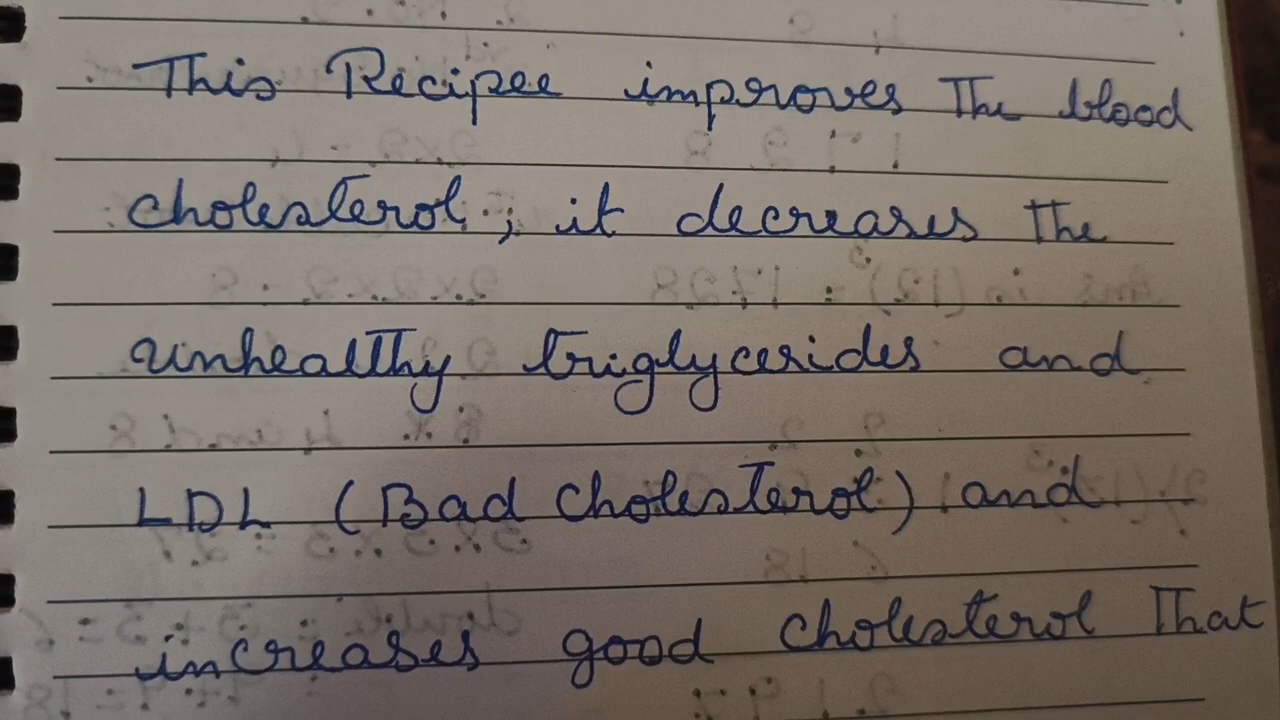 This Recipee improves The blood
cholesterol, it decreases The
unhealthy triglycerides and
LDL (Bad Cholesterol) and
increases good cholesterol That